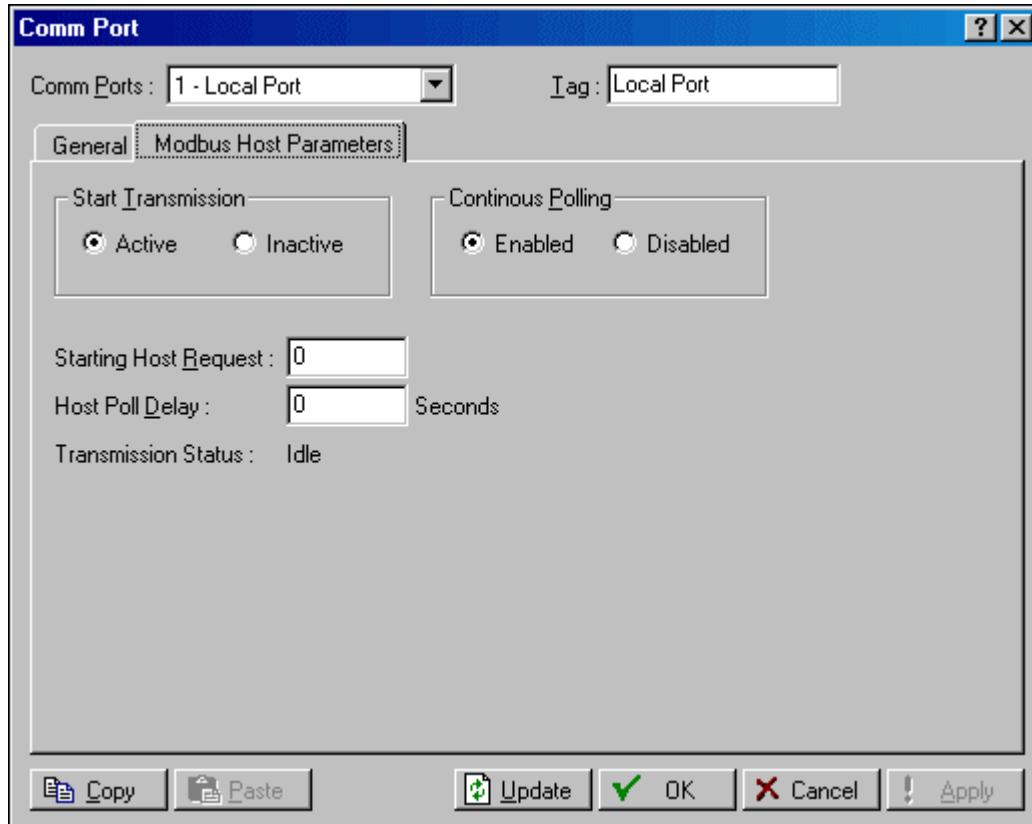 Comm Port
Comm Ports : 1 - Local Port Tag : Local Port
General Modbus Host Parameters
Start Transmission Continous Polling
Active Inactive Enabled Disabled
Starting Host Request : 0
Host Poll Delay : 0 Seconds
Transmission Status : Idle
Copy Paste Update OK Cancel Apply